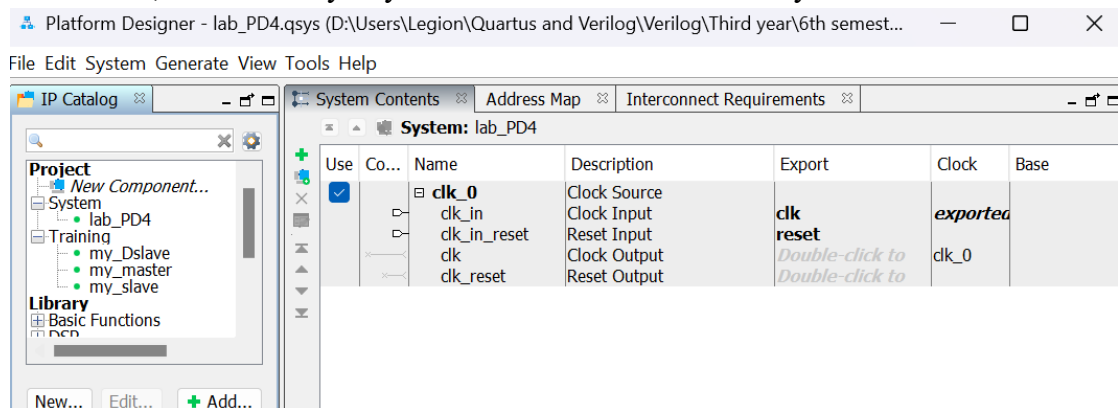 Platform Designer - lab_PD4.qsys (D:\Users\Legion\Quartus and Verilog\Verilog\Third year\6th semest...
File Edit System Generate View Tools Help
IP Catalog
System Contents Address Map Interconnect Requirements
System: lab_PD4
Use Co... Name Description Export Clock Base
Project
New Component...
System
lab_PD4
Training
my_Dslave
my_master
my_slave
Library
Basic Functions
DSP
clk_0 Clock Source
clk_in Clock Input clk exported
clk_in_reset Reset Input reset
clk Clock Output Double-click to clk_0
clk_reset Reset Output Double-click to
New... Edit... Add...